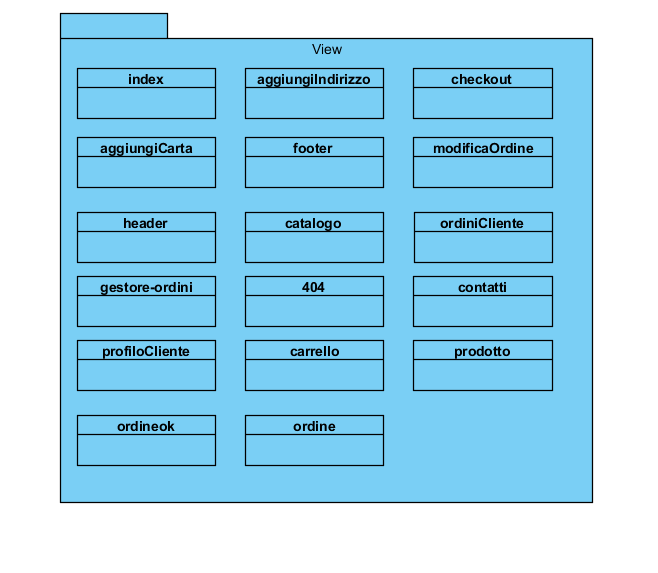 View
index
aggiungiIndirizzo
checkout
aggiungiCarta
footer
modificaOrdine
header
catalogo
ordiniCliente
gestore-ordini
404
contatti
profiloCliente
carrello
prodotto
ordineok
ordine